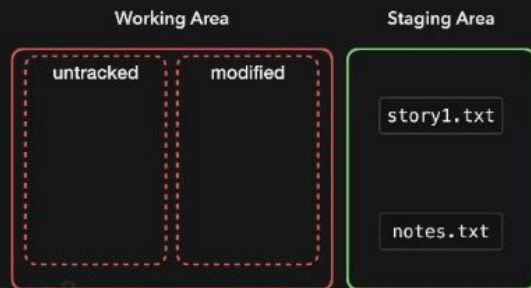 Working Area Staging Area
untracked modified
story1.txt
notes.txt